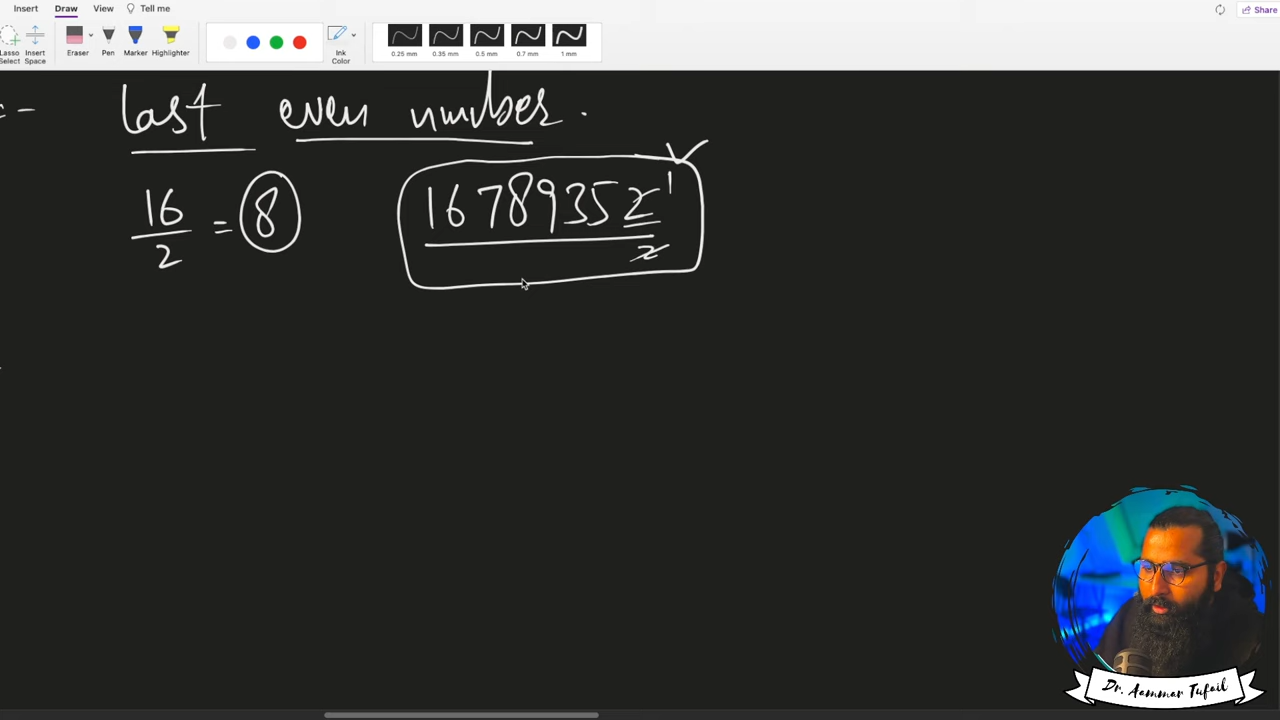 Insert Draw View Tell me Share
Lasso Select Insert Space Eraser Pen Marker Highlighter Ink Color 0.25 mm 0.35 mm 0.5 mm 0.7 mm 1 mm
:- last even number.
16/2 = 8
16789352 1
2
Dr. Aammar Tufail